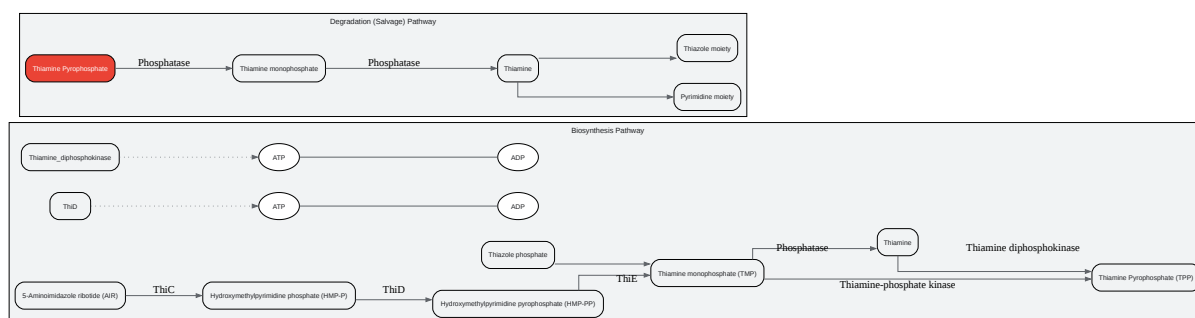 Degradation (Salvage) Pathway
Thiazole moiety
Thiamine Pyrophosphate
Phosphatase
Thiamine monophosphate
Phosphatase
Thiamine
Pyrimidine moiety
Biosynthesis Pathway
Thiamine_diphosphokinase
ATP
ADP
ThiD
ATP
ADP
Thiazole phosphate
Phosphatase
Thiamine
Thiamine diphosphokinase
Thiamine monophosphate (TMP)
Thiamine Pyrophosphate (TPP)
ThiE
Thiamine-phosphate kinase
5-Aminoimidazole ribotide (AIR)
ThiC
Hydroxymethylpyrimidine phosphate (HMP-P)
ThiD
Hydroxymethylpyrimidine pyrophosphate (HMP-PP)